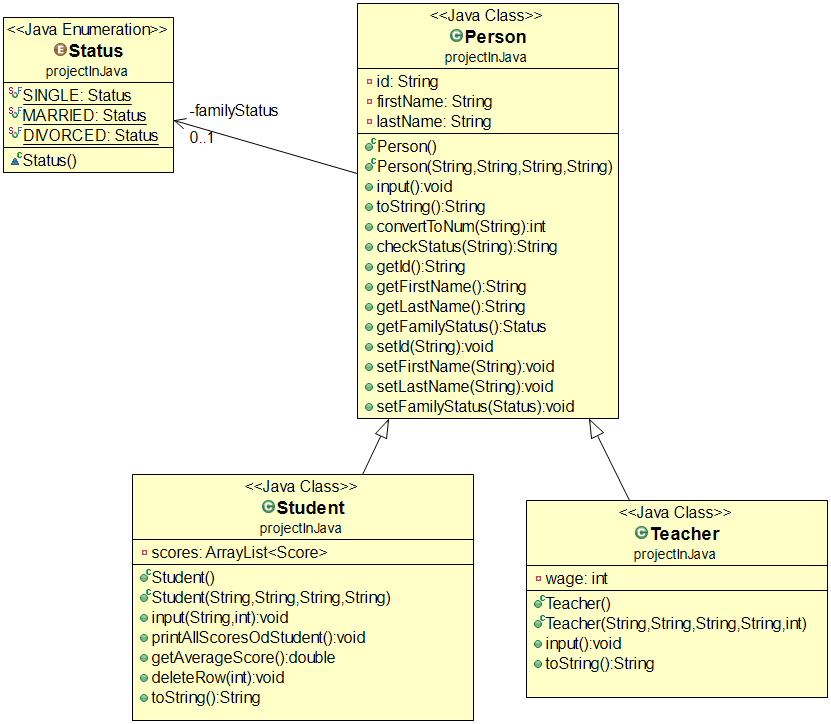 <<Java Enumeration>>
Status
projectInJava
SINGLE: Status
MARRIED: Status
DIVORCED: Status
Status()
-familyStatus
0..1
<<Java Class>>
Person
projectInJava
id: String
firstName: String
lastName: String
Person()
Person(String,String,String,String)
input():void
toString():String
convertToNum(String):int
checkStatus(String):String
getId():String
getFirstName():String
getLastName():String
getFamilyStatus():Status
setId(String):void
setFirstName(String):void
setLastName(String):void
setFamilyStatus(Status):void
<<Java Class>>
Student
projectInJava
scores: ArrayList<Score>
Student()
Student(String,String,String,String)
input(String,int):void
printAllScoresOdStudent():void
getAverageScore():double
deleteRow(int):void
toString():String
<<Java Class>>
Teacher
projectInJava
wage: int
Teacher()
Teacher(String,String,String,String,int)
input():void
toString():String